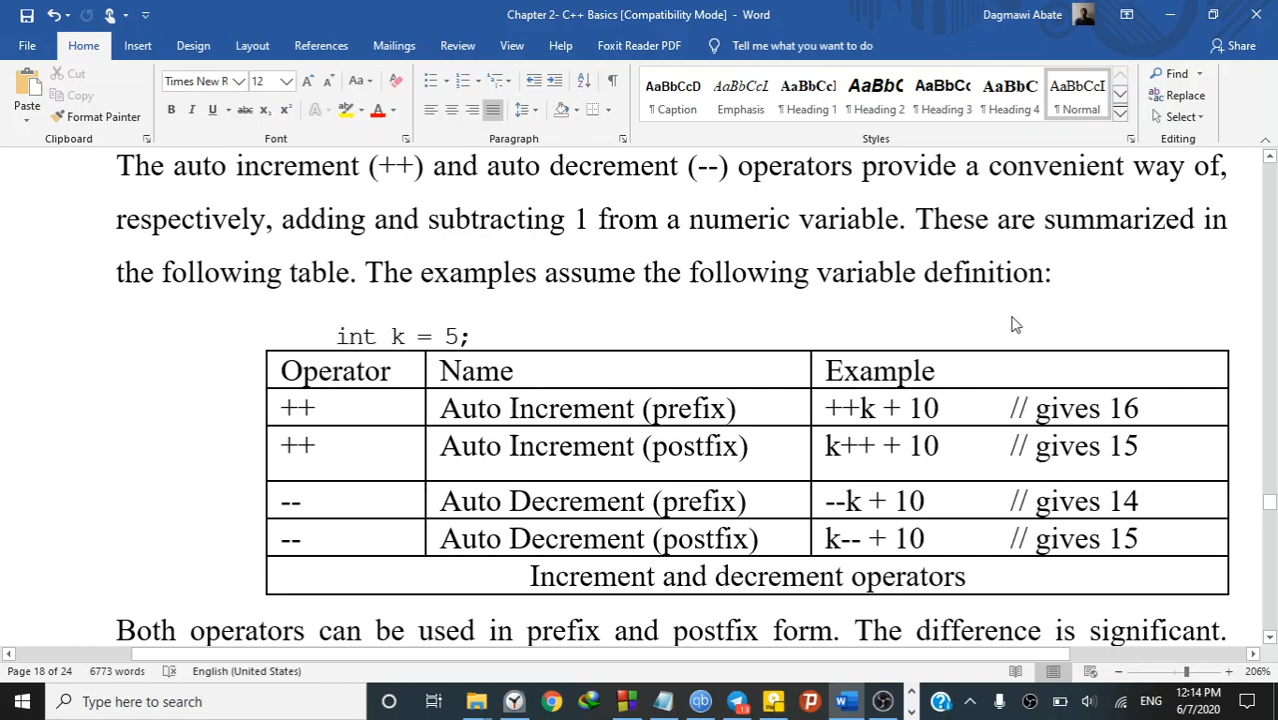 Chapter 2- C++ Basics [Compatibility Mode] - Word
Dagmawi Abate
File Home Insert Design Layout References Mailings Review View Help Foxit Reader PDF Tell me what you want to do Share
Paste
Cut
Copy
Format Painter
Clipboard
Times New R 12
Aa
B I U abc x₂ x²
A A
Font
Paragraph
AaBbCcD AaBbCcL AaBbCcI AaBbC AaBbCc AaBbC AaBbCcI
¶ Caption Emphasis ¶ Heading 1 ¶ Heading 2 ¶ Heading 3 ¶ Heading 4 ¶ Normal
Styles
Find
Replace
Select
Editing
The auto increment (++) and auto decrement (--) operators provide a convenient way of,
respectively, adding and subtracting 1 from a numeric variable. These are summarized in
the following table. The examples assume the following variable definition:
int k = 5;
Operator Name Example
++ Auto Increment (prefix) ++k + 10 // gives 16
++ Auto Increment (postfix) k++ + 10 // gives 15
-- Auto Decrement (prefix) --k + 10 // gives 14
-- Auto Decrement (postfix) k-- + 10 // gives 15
Increment and decrement operators
Both operators can be used in prefix and postfix form. The difference is significant.
Page 18 of 24 6773 words English (United States) 206%
Type here to search
13
ENG
12:14 PM
6/7/2020